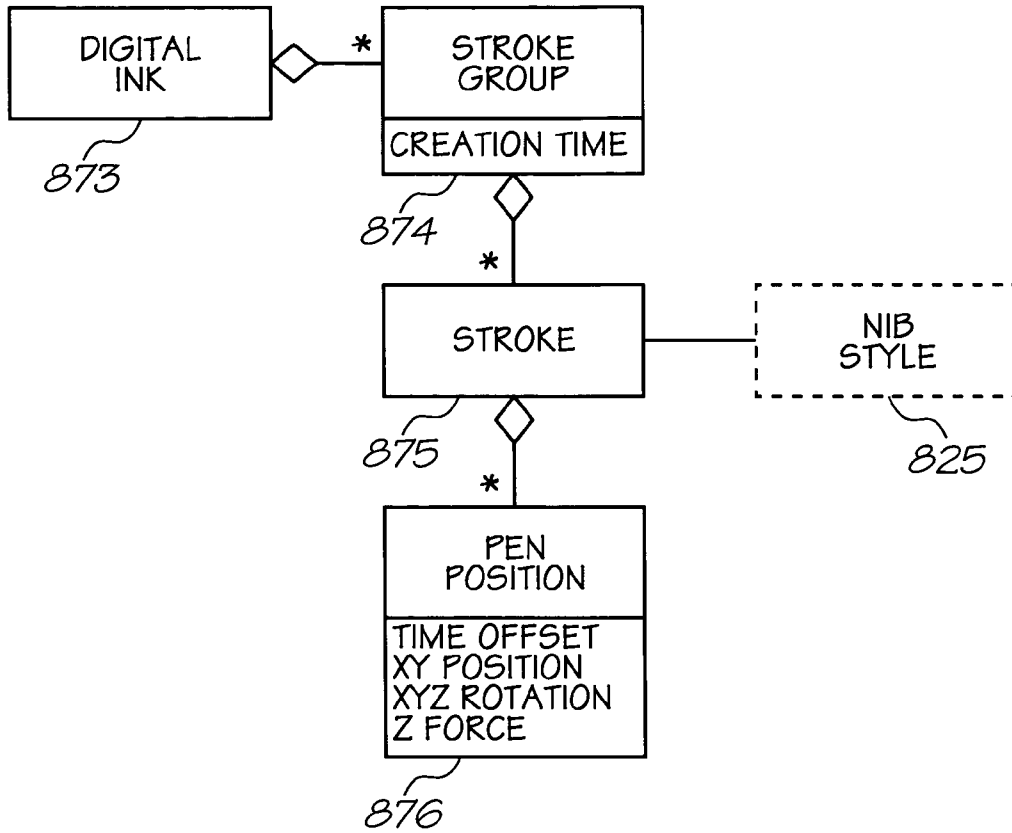 DIGITAL
INK
*
STROKE
GROUP
CREATION TIME
873
874
*
STROKE
NIB
STYLE
875
825
*
PEN
POSITION
TIME OFFSET
XY POSITION
XYZ ROTATION
Z FORCE
876